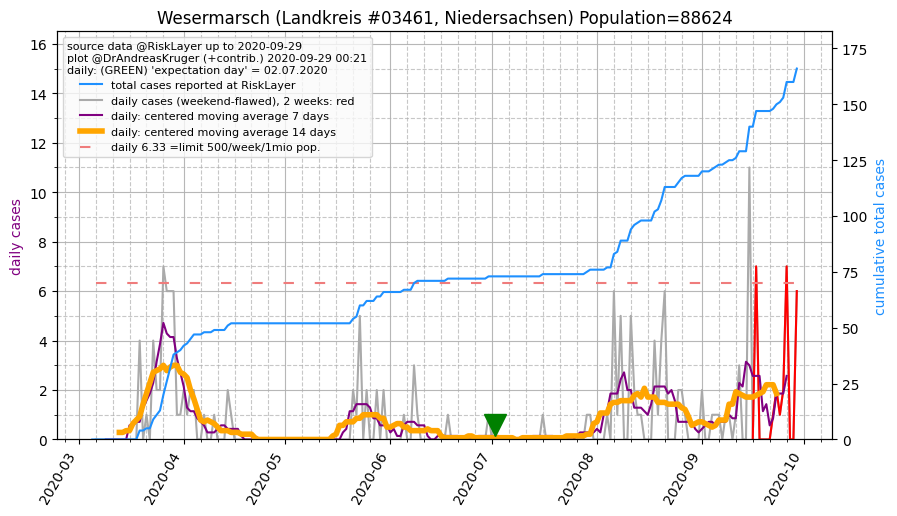 Wesermarsch (Landkreis #03461, Niedersachsen) Population=88624
source data @RiskLayer up to 2020-09-29
plot @DrAndreasKruger (+contrib.) 2020-09-29 00:21
daily: (GREEN) 'expectation day' = 02.07.2020
total cases reported at RiskLayer
daily cases (weekend-flawed), 2 weeks: red
daily: centered moving average 7 days
daily: centered moving average 14 days
daily 6.33 =limit 500/week/1mio pop.
daily cases
16
14
12
10
8
6
4
2
0
175
150
125
100
75
50
25
0
cumulative total cases
2020-03
2020-04
2020-05
2020-06
2020-07
2020-08
2020-09
2020-10